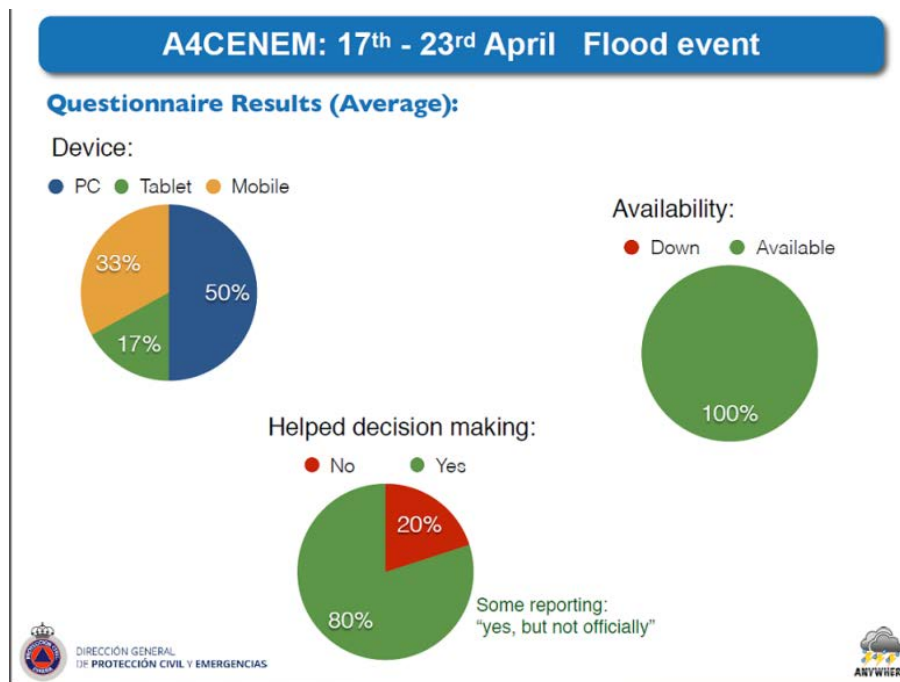 A4CENEM: 17th - 23rd April Flood event
Questionnaire Results (Average):
Device:
PC Tablet Mobile
33%
50%
17%
Availability:
Down Available
100%
Helped decision making:
No Yes
20%
80%
Some reporting:
"yes, but not officially"
DIRECCIÓN GENERAL
DE PROTECCIÓN CIVIL Y EMERGENCIAS
ANYWHER